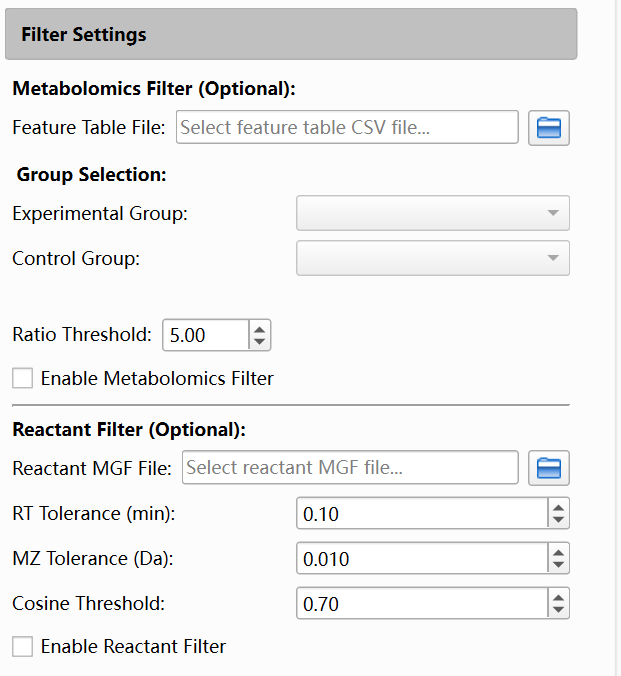 Filter Settings
Metabolomics Filter (Optional):
Feature Table File: Select feature table CSV file...
Group Selection:
Experimental Group:
Control Group:
Ratio Threshold: 5.00
Enable Metabolomics Filter
Reactant Filter (Optional):
Reactant MGF File: Select reactant MGF file...
RT Tolerance (min): 0.10
MZ Tolerance (Da): 0.010
Cosine Threshold: 0.70
Enable Reactant Filter